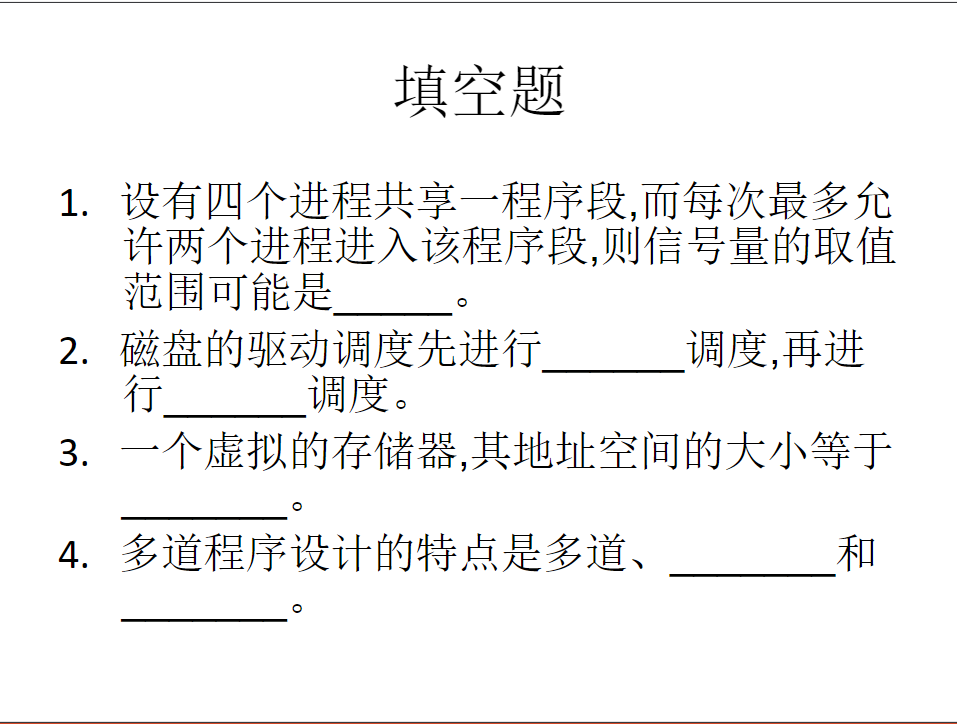 填空题
1. 设有四个进程共享一程序段,而每次最多允
许两个进程进入该程序段,则信号量的取值
范围可能是_____。
2. 磁盘的驱动调度先进行______调度,再进
行______调度。
3. 一个虚拟的存储器,其地址空间的大小等于
_______。
4. 多道程序设计的特点是多道、_______和
_______。